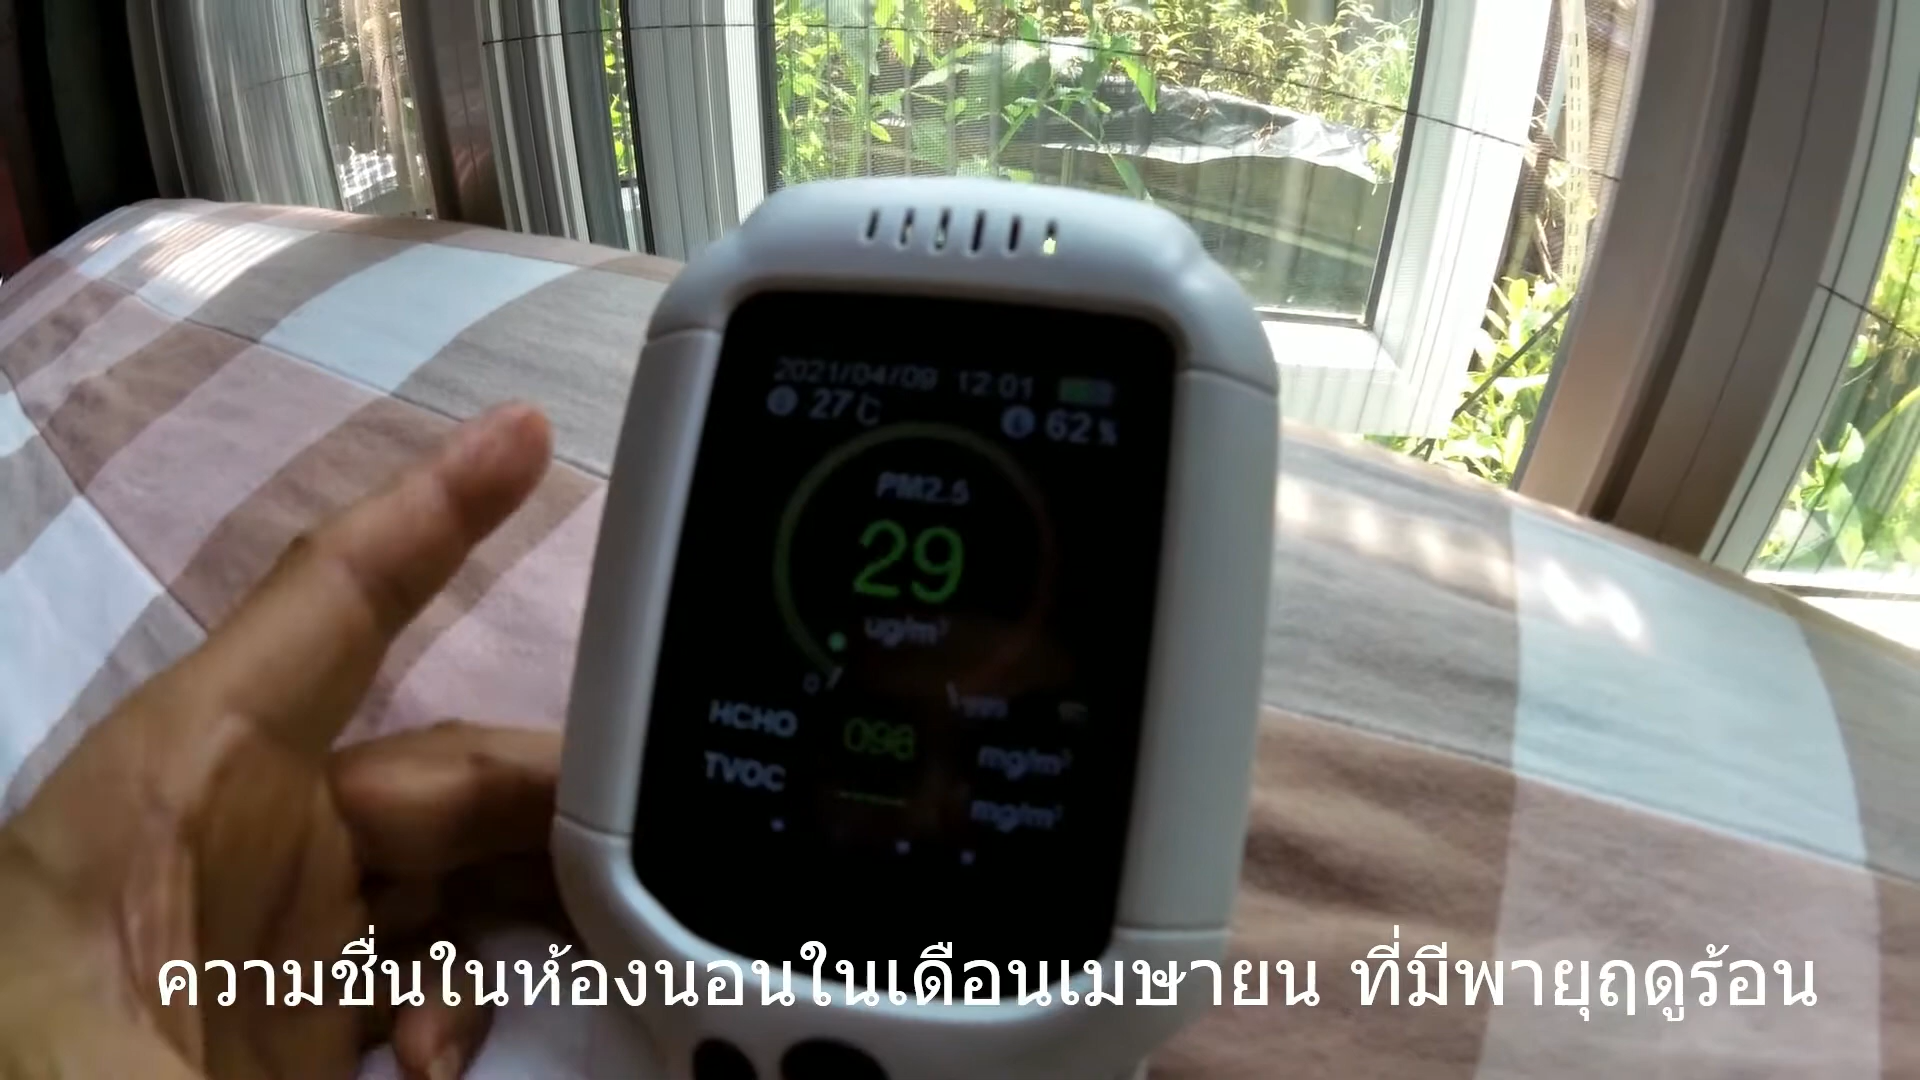 2021/04/09 12:01
27℃ 62%
PM2.5
29
ug/m³
0
HCHO 098 mg/m³
TVOC mg/m³
ความชื่นในห้องนอนในเดือนเมษายน ที่มีพายุฤดูร้อน